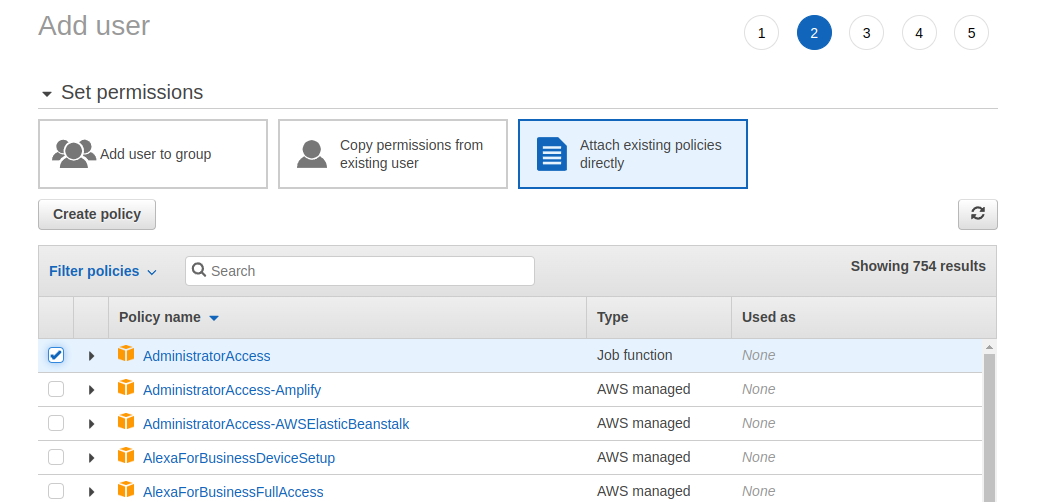 Add user
1 2 3 4 5
Set permissions
Add user to group
Copy permissions from
existing user
Attach existing policies
directly
Create policy
Filter policies Search Showing 754 results
Policy name Type Used as
AdministratorAccess Job function None
AdministratorAccess-Amplify AWS managed None
AdministratorAccess-AWSElasticBeanstalk AWS managed None
AlexaForBusinessDeviceSetup AWS managed None
AlexaForBusinessFullAccess AWS managed None